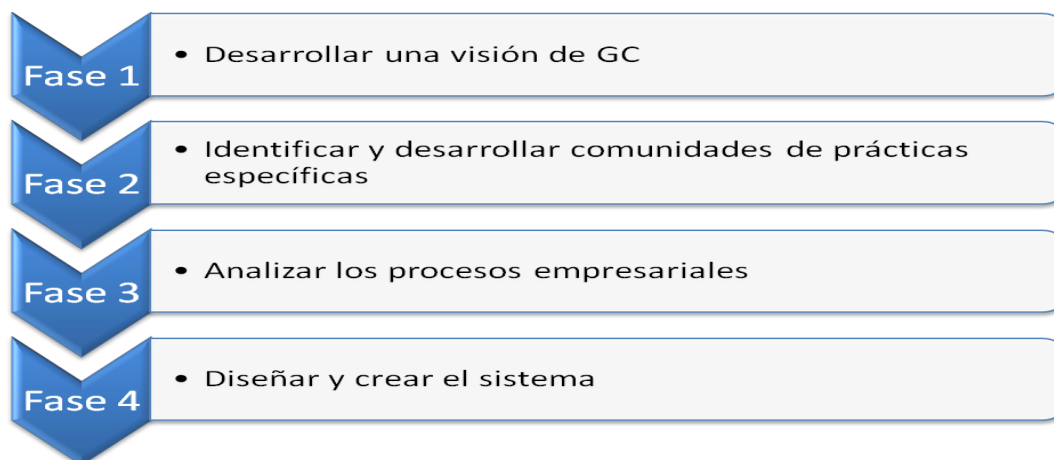 Fase 1
• Desarrollar una visión de GC
Fase 2
• Identificar y desarrollar comunidades de prácticas
específicas
Fase 3
• Analizar los procesos empresariales
Fase 4
• Diseñar y crear el sistema